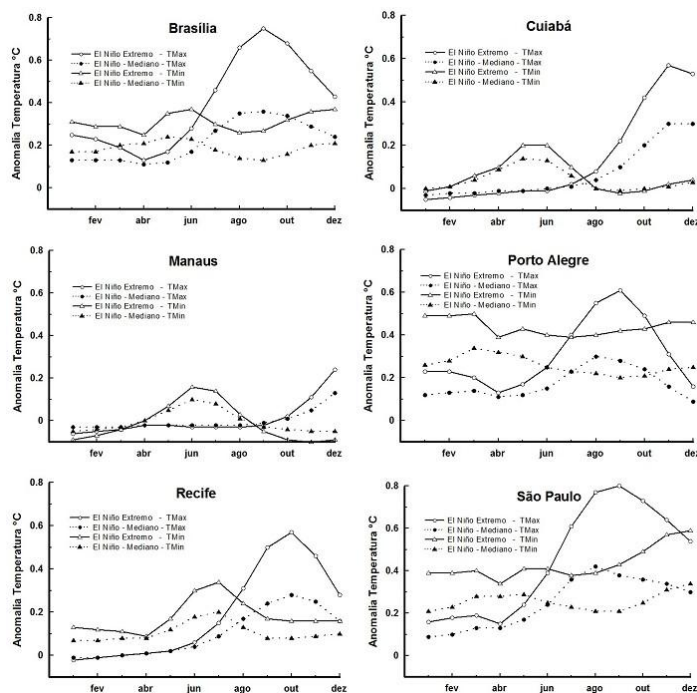 Brasília
0.8
El Niño Extremo - TMax
El Niño - Mediano - TMax
El Niño Extremo - TMin
El Niño - Mediano - TMin
0.4
0.2
0
Anomalia Temperatura °C
fev abr jun ago out dez
Cuiabá
0.8
El Niño Extremo - TMax
El Niño - Mediano - TMax
El Niño Extremo - TMin
El Niño - Mediano - TMin
0.6
0.4
0.2
0
Anomalia Temperatura °C
fev abr jun ago out dez
Manaus
0.8
El Niño Extremo - TMax
El Niño - Mediano - TMax
El Niño Extremo - TMin
El Niño - Mediano - TMin
0.6
0.4
0.2
0
Anomalia Temperatura °C
fev abr jun ago out dez
Porto Alegre
0.8
El Niño Extremo - TMax
El Niño - Mediano - TMax
El Niño Extremo - TMin
El Niño - Mediano - TMin
0.6
0.4
0.2
0
Anomalia Temperatura °C
fev abr jun ago out dez
Recife
0.8
El Niño Extremo - TMax
El Niño - Mediano - TMax
El Niño Extremo - TMin
El Niño - Mediano - TMin
0.6
0.4
0.2
0
Anomalia Temperatura °C
fev abr jun ago out dez
São Paulo
0.8
El Niño Extremo - TMax
El Niño - Mediano - TMax
El Niño Extremo - TMin
El Niño - Mediano - TMin
0.6
0.4
0.2
0
Anomalia Temperatura °C
fev abr jun ago out dez